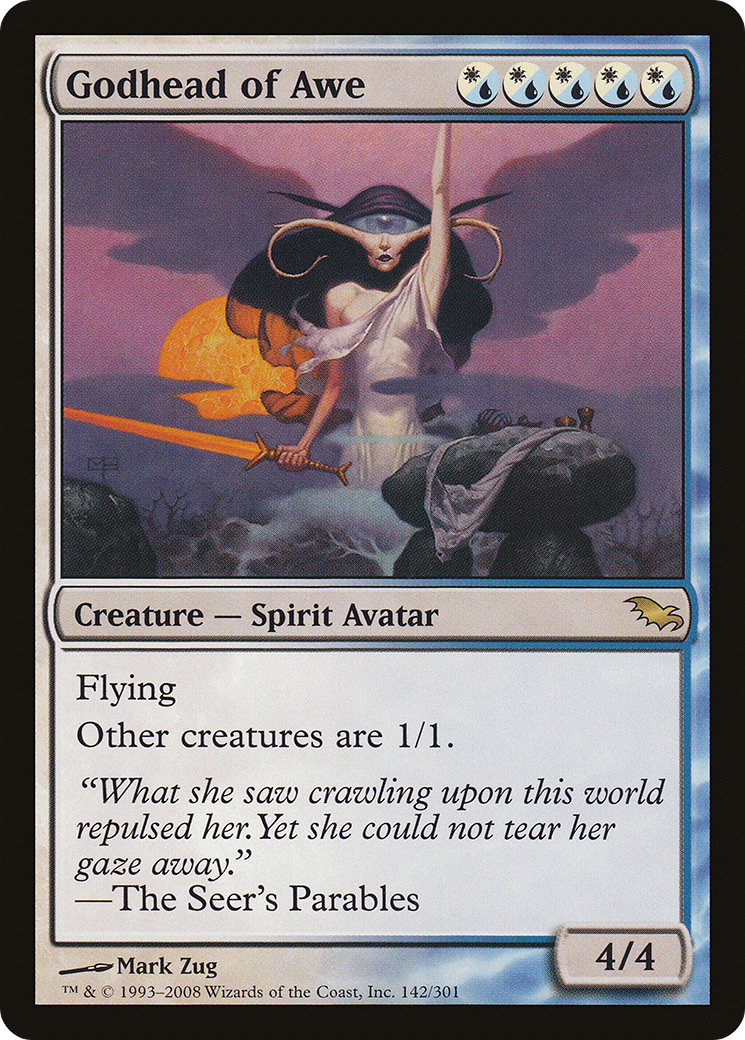 Godhead of Awe
Creature — Spirit Avatar
Flying
Other creatures are 1/1.
“What she saw crawling upon this world
repulsed her. Yet she could not tear her
gaze away.”
—The Seer’s Parables
4/4
Mark Zug
™ & © 1993–2008 Wizards of the Coast, Inc. 142/301